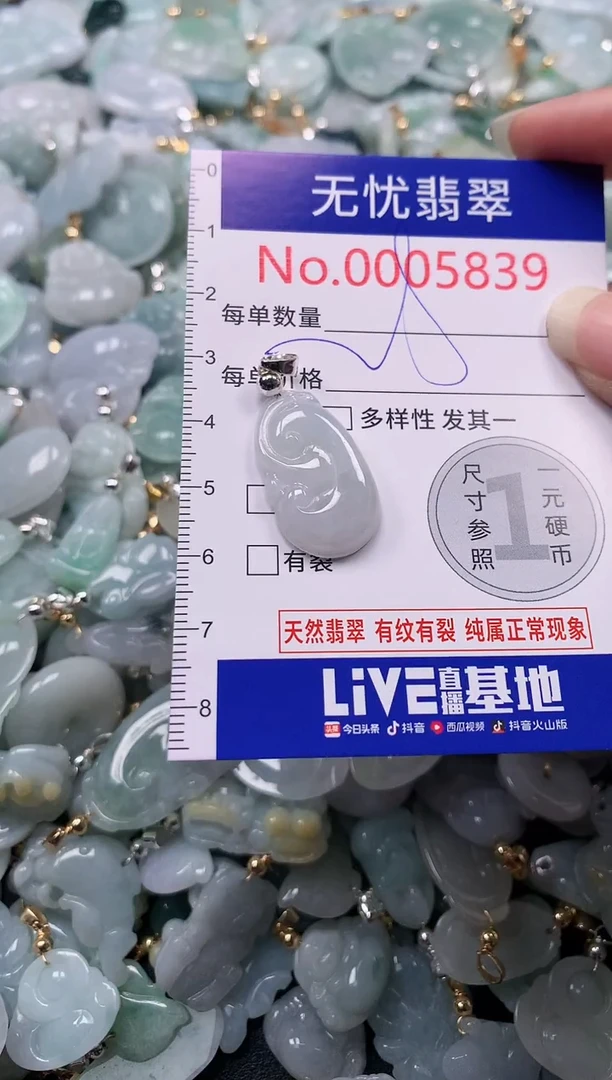 0
无忧翡翠
1
No.0005839
2
每单数量
3
每单价格
4
多样性 发其一
5
尺寸参照
1
一元硬币
6
有裂
7
天然翡翠 有纹有裂 纯属正常现象
8
LiVE直播基地
头条 今日头条 抖音 西瓜视频 抖音火山版